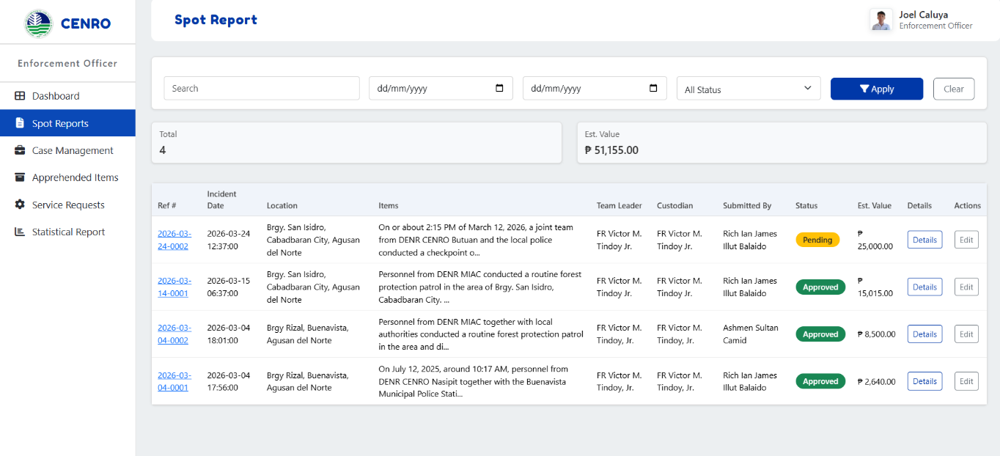 CENRO
Spot Report
Joel Caluya
Enforcement Officer
Enforcement Officer
Dashboard
Spot Reports
Case Management
Apprehended Items
Service Requests
Statistical Report
Search
dd/mm/yyyy
dd/mm/yyyy
All Status
Apply
Clear
Total
4
Est. Value
₱ 51,155.00
Ref #
Incident
Date
Location
Items
Team Leader
Custodian
Submitted By
Status
Est. Value
Details
Actions
2026-03-
24-0002
2026-03-24
12:37:00
Brgy. San Isidro,
Cabadbaran City, Agusan
del Norte
On or about 2:15 PM of March 12, 2026, a joint team
from DENR CENRO Butuan and the local police
conducted a checkpoint o...
FR Victor M.
Tindoy Jr.
FR Victor M.
Tindoy Jr.
Rich Ian James
Illut Balaido
Pending
₱
25,000.00
Details
Edit
2026-03-
14-0001
2026-03-15
06:37:00
Brgy. San Isidro,
Cabadbaran City, Agusan
del Norte
Personnel from DENR MIAC conducted a routine forest
protection patrol in the area of Brgy. San Isidro,
Cabadbaran City. ...
FR Victor M.
Tindoy Jr.
FR Victor M.
Tindoy Jr.
Rich Ian James
Illut Balaido
Approved
₱
15,015.00
Details
Edit
2026-03-
04-0002
2026-03-04
18:01:00
Brgy Rizal, Buenavista,
Agusan del Norte
Personnel from DENR MIAC together with local
authorities conducted a routine forest protection patrol
in the area and di...
FR Victor M.
Tindoy, Jr.
FR Victor M.
Tindoy, Jr.
Ashmen Sultan
Camid
Approved
₱ 8,500.00
Details
Edit
2026-03-
04-0001
2026-03-04
17:56:00
Brgy Rizal, Buenavista,
Agusan del Norte
On July 12, 2025, around 10:17 AM, personnel from
DENR CENRO Nasipit together with the Buenavista
Municipal Police Stati...
FR Victor M.
Tindoy, Jr.
FR Victor M.
Tindoy, Jr.
Rich Ian James
Illut Balaido
Approved
₱ 2,640.00
Details
Edit